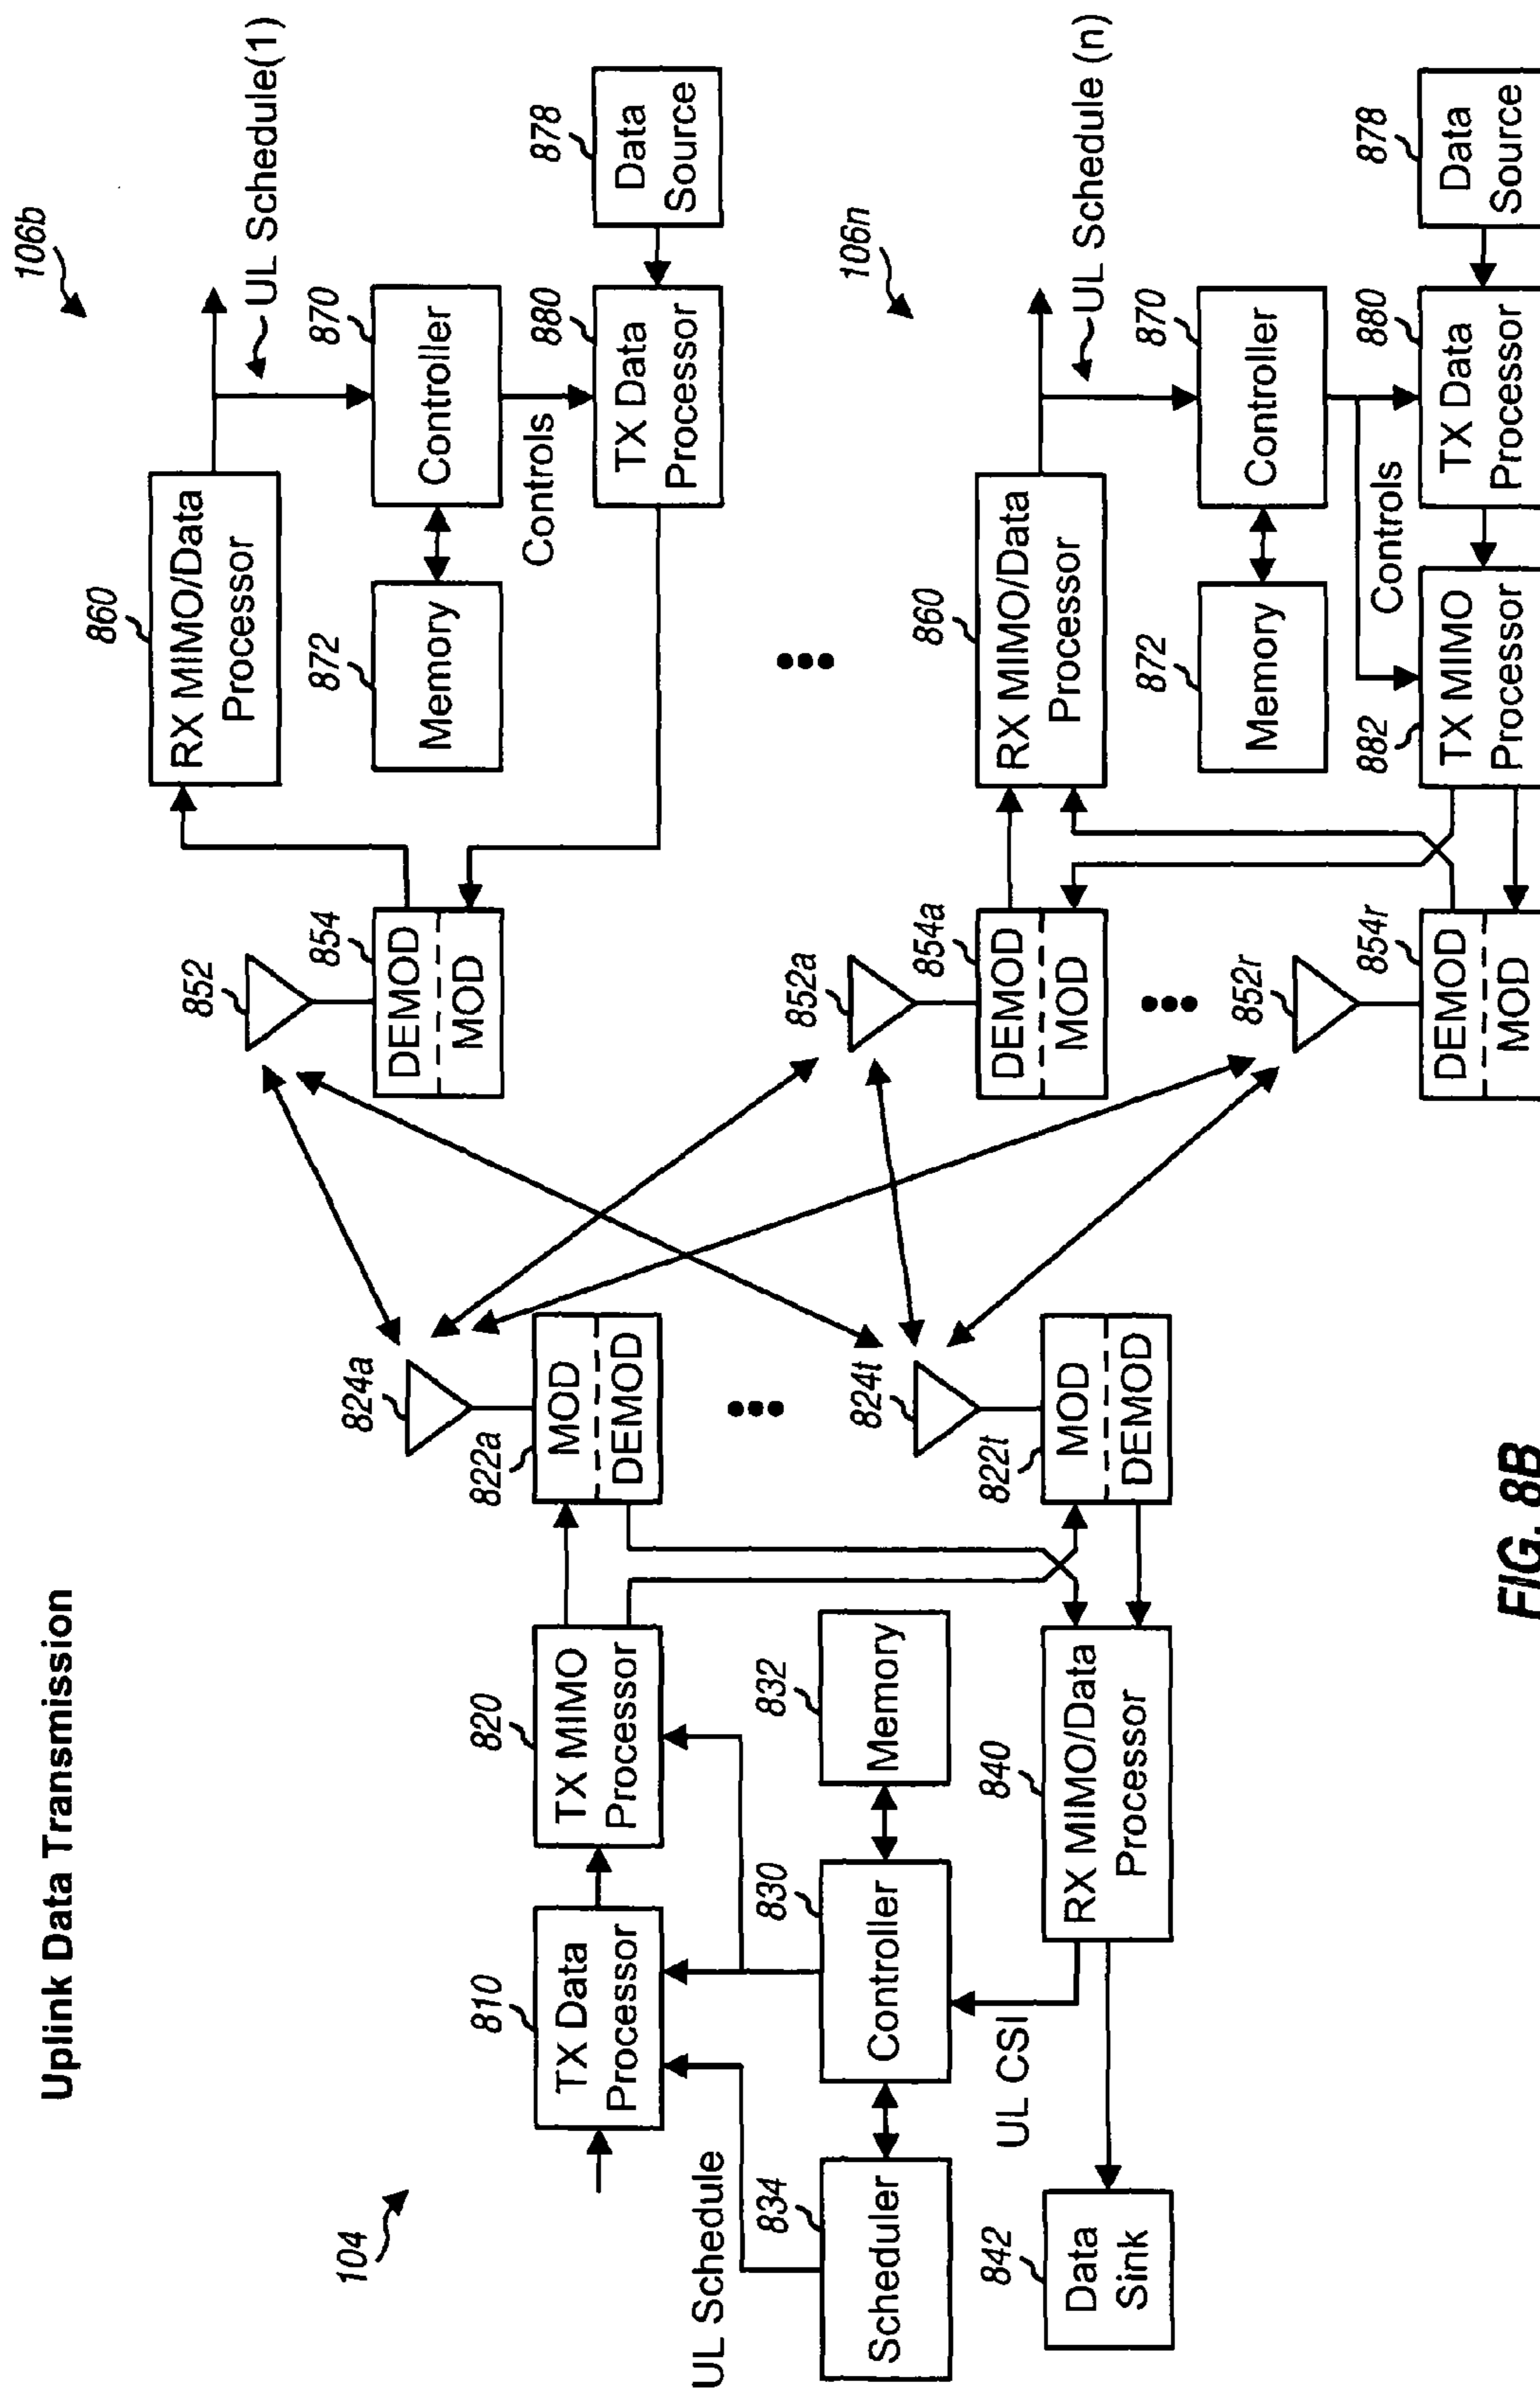 Uplink Data Transmission
104
810
TX Data
Processor
820
TX MIMO
Processor
822a
MOD
DEMOD
824a
UL Schedule
834
Scheduler
830
Controller
832
Memory
822t
MOD
DEMOD
824t
UL CSI
842
Data
Sink
840
RX MIMO/Data
Processor
106b
852
854
DEMOD
MOD
860
RX MIMO/Data
Processor
UL Schedule(1)
872
Memory
870
Controller
Controls
880
TX Data
Processor
878
Data
Source
106n
852a
854a
DEMOD
MOD
860
RX MIMO/Data
Processor
UL Schedule (n)
872
Memory
870
Controller
Controls
852r
854r
DEMOD
MOD
882
TX MIMO
Processor
880
TX Data
Processor
878
Data
Source
FIG. 8B